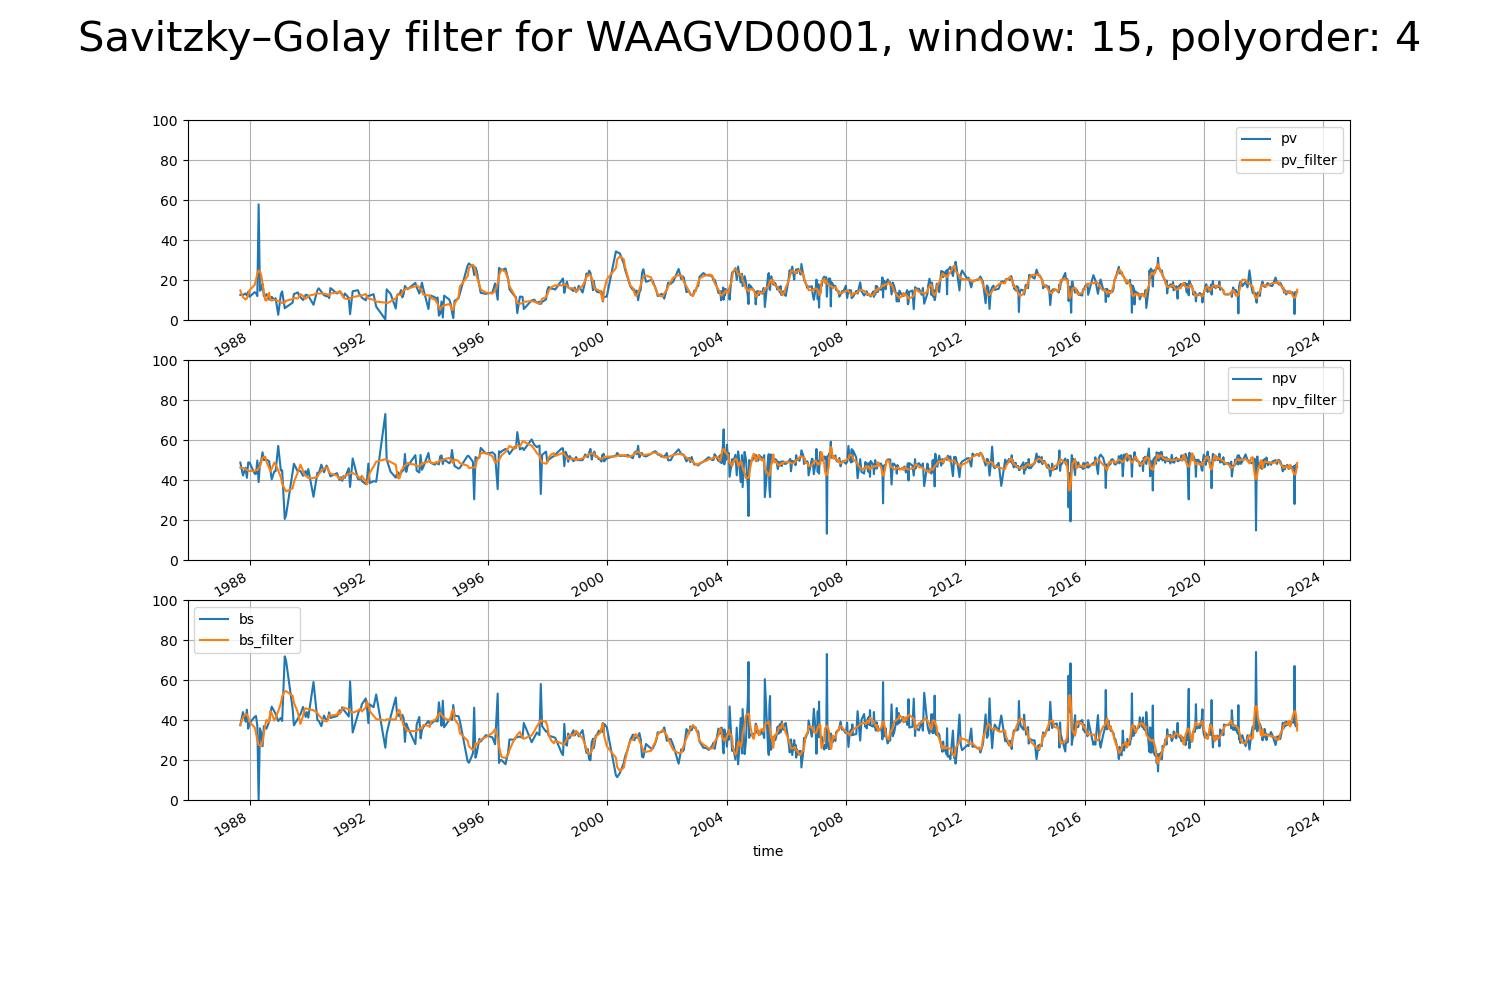 Savitzky–Golay filter for WAAGVD0001, window: 15, polyorder: 4
100
80
60
40
20
0
pv
pv_filter
1988 1992 1996 2000 2004 2008 2012 2016 2020 2024
100
80
60
40
20
0
npv
npv_filter
1988 1992 1996 2000 2004 2008 2012 2016 2020 2024
100
80
60
40
20
0
bs
bs_filter
1988 1992 1996 2000 2004 2008 2012 2016 2020 2024
time